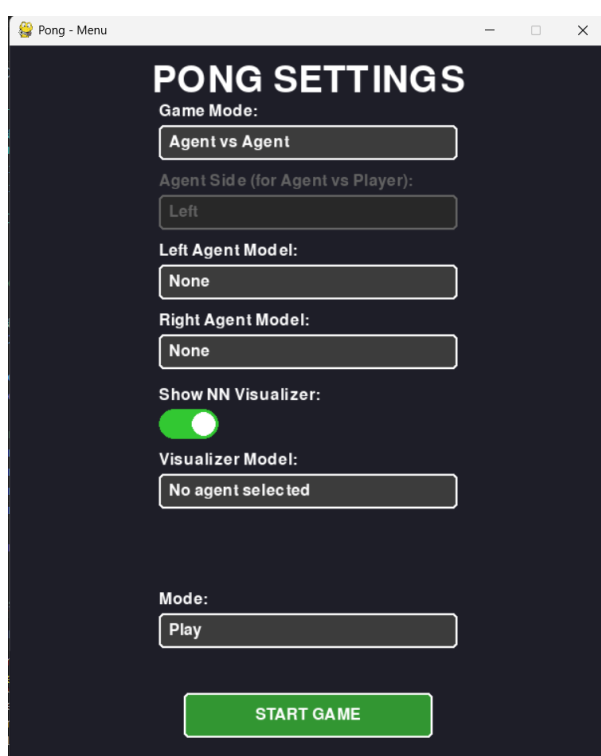 Pong - Menu
PONG SETTINGS
Game Mode:
Agent vs Agent
Agent Side (for Agent vs Player):
Left
Left Agent Model:
None
Right Agent Model:
None
Show NN Visualizer:
Visualizer Model:
No agent selected
Mode:
Play
START GAME